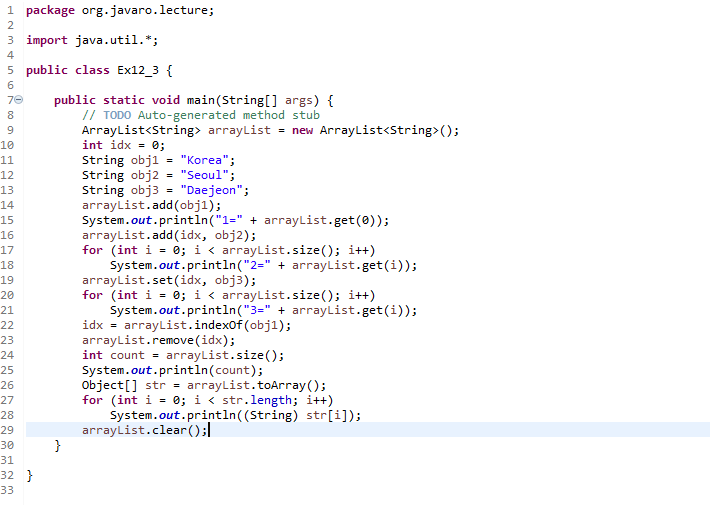 1 package org.javaro.lecture;
2
3 import java.util.*;
4
5 public class Ex12_3 {
6
7 public static void main(String[] args) {
8 // TODO Auto-generated method stub
9 ArrayList<String> arrayList = new ArrayList<String>();
10 int idx = 0;
11 String obj1 = "Korea";
12 String obj2 = "Seoul";
13 String obj3 = "Daejeon";
14 arrayList.add(obj1);
15 System.out.println("1=" + arrayList.get(0));
16 arrayList.add(idx, obj2);
17 for (int i = 0; i < arrayList.size(); i++)
18 System.out.println("2=" + arrayList.get(i));
19 arrayList.set(idx, obj3);
20 for (int i = 0; i < arrayList.size(); i++)
21 System.out.println("3=" + arrayList.get(i));
22 idx = arrayList.indexOf(obj1);
23 arrayList.remove(idx);
24 int count = arrayList.size();
25 System.out.println(count);
26 Object[] str = arrayList.toArray();
27 for (int i = 0; i < str.length; i++)
28 System.out.println((String) str[i]);
29 arrayList.clear();
30 }
31
32 }
33